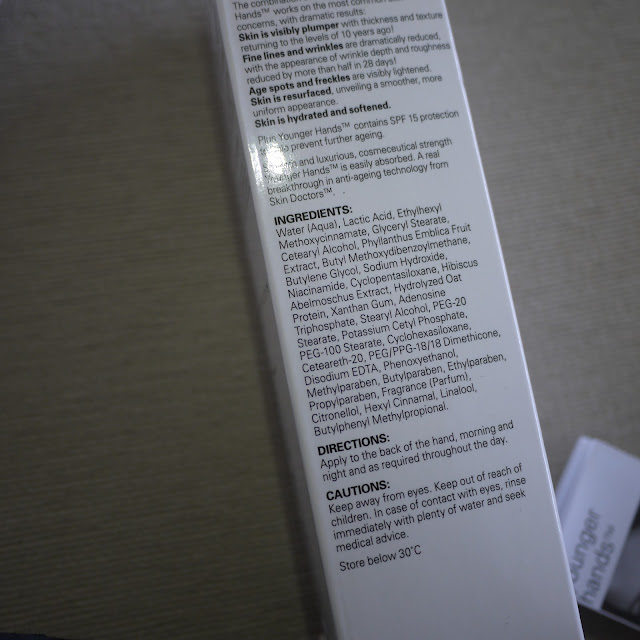 The combination
Hands™ works on the most common
concerns, with dramatic results:
Skin is visibly plumper with thickness and texture
returning to the levels of 10 years ago!
Fine lines and wrinkles are dramatically reduced,
with the appearance of wrinkle depth and roughness
reduced by more than half in 28 days!
Age spots and freckles are visibly lightened.
Skin is resurfaced, unveiling a smoother, more
uniform appearance.
Skin is hydrated and softened.
Plus Younger Hands™ contains SPF 15 protection
prevent further ageing.
and luxurious, cosmeceutical strength
Younger Hands™ is easily absorbed. A real
breakthrough in anti-ageing technology from
Skin Doctors™.
INGREDIENTS:
Water (Aqua), Lactic Acid, Ethylhexyl
Methoxycinnamate, Glyceryl Stearate,
Cetearyl Alcohol, Phyllanthus Emblica Fruit
Extract, Butyl Methoxydibenzoylmethane,
Butylene Glycol, Sodium Hydroxide,
Niacinamide, Cyclopentasiloxane, Hibiscus
Abelmoschus Extract, Hydrolyzed Oat
Protein, Xanthan Gum, Adenosine
Triphosphate, Stearyl Alcohol, PEG-20
Stearate, Potassium Cetyl Phosphate,
PEG-100 Stearate, Cyclohexasiloxane,
Ceteareth-20, PEG/PPG-18/18 Dimethicone,
Disodium EDTA, Phenoxyethanol,
Methylparaben, Butylparaben, Ethylparaben,
Propylparaben, Fragrance (Parfum),
Citronellol, Hexyl Cinnamal, Linalool,
Butylphenyl Methylpropional.
DIRECTIONS:
Apply to the back of the hand, morning and
night and as required throughout the day.
CAUTIONS:
Keep away from eyes. Keep out of reach of
children. In case of contact with eyes, rinse
immediately with plenty of water and seek
medical advice.
Store below 30°C
ounger
hands™